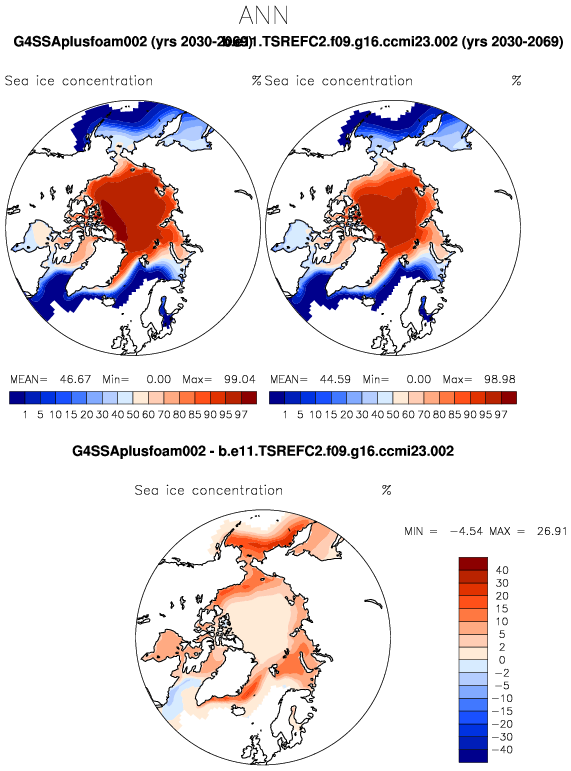 ANN
G4SSAplusfoam002 (yrs 2030-2069) b.e11.TSREFC2.f09.g16.ccmi23.002 (yrs 2030-2069)
Sea ice concentration % Sea ice concentration %
MEAN= 46.67 Min= 0.00 Max= 99.04 MEAN= 44.59 Min= 0.00 Max= 98.98
1 5 10 15 20 30 40 50 60 70 80 85 90 95 97 1 5 10 15 20 30 40 50 60 70 80 85 90 95 97
G4SSAplusfoam002 - b.e11.TSREFC2.f09.g16.ccmi23.002
Sea ice concentration %
MIN = -4.54 MAX = 26.91
40
30
20
15
10
5
2
0
-2
-5
-10
-15
-20
-30
-40